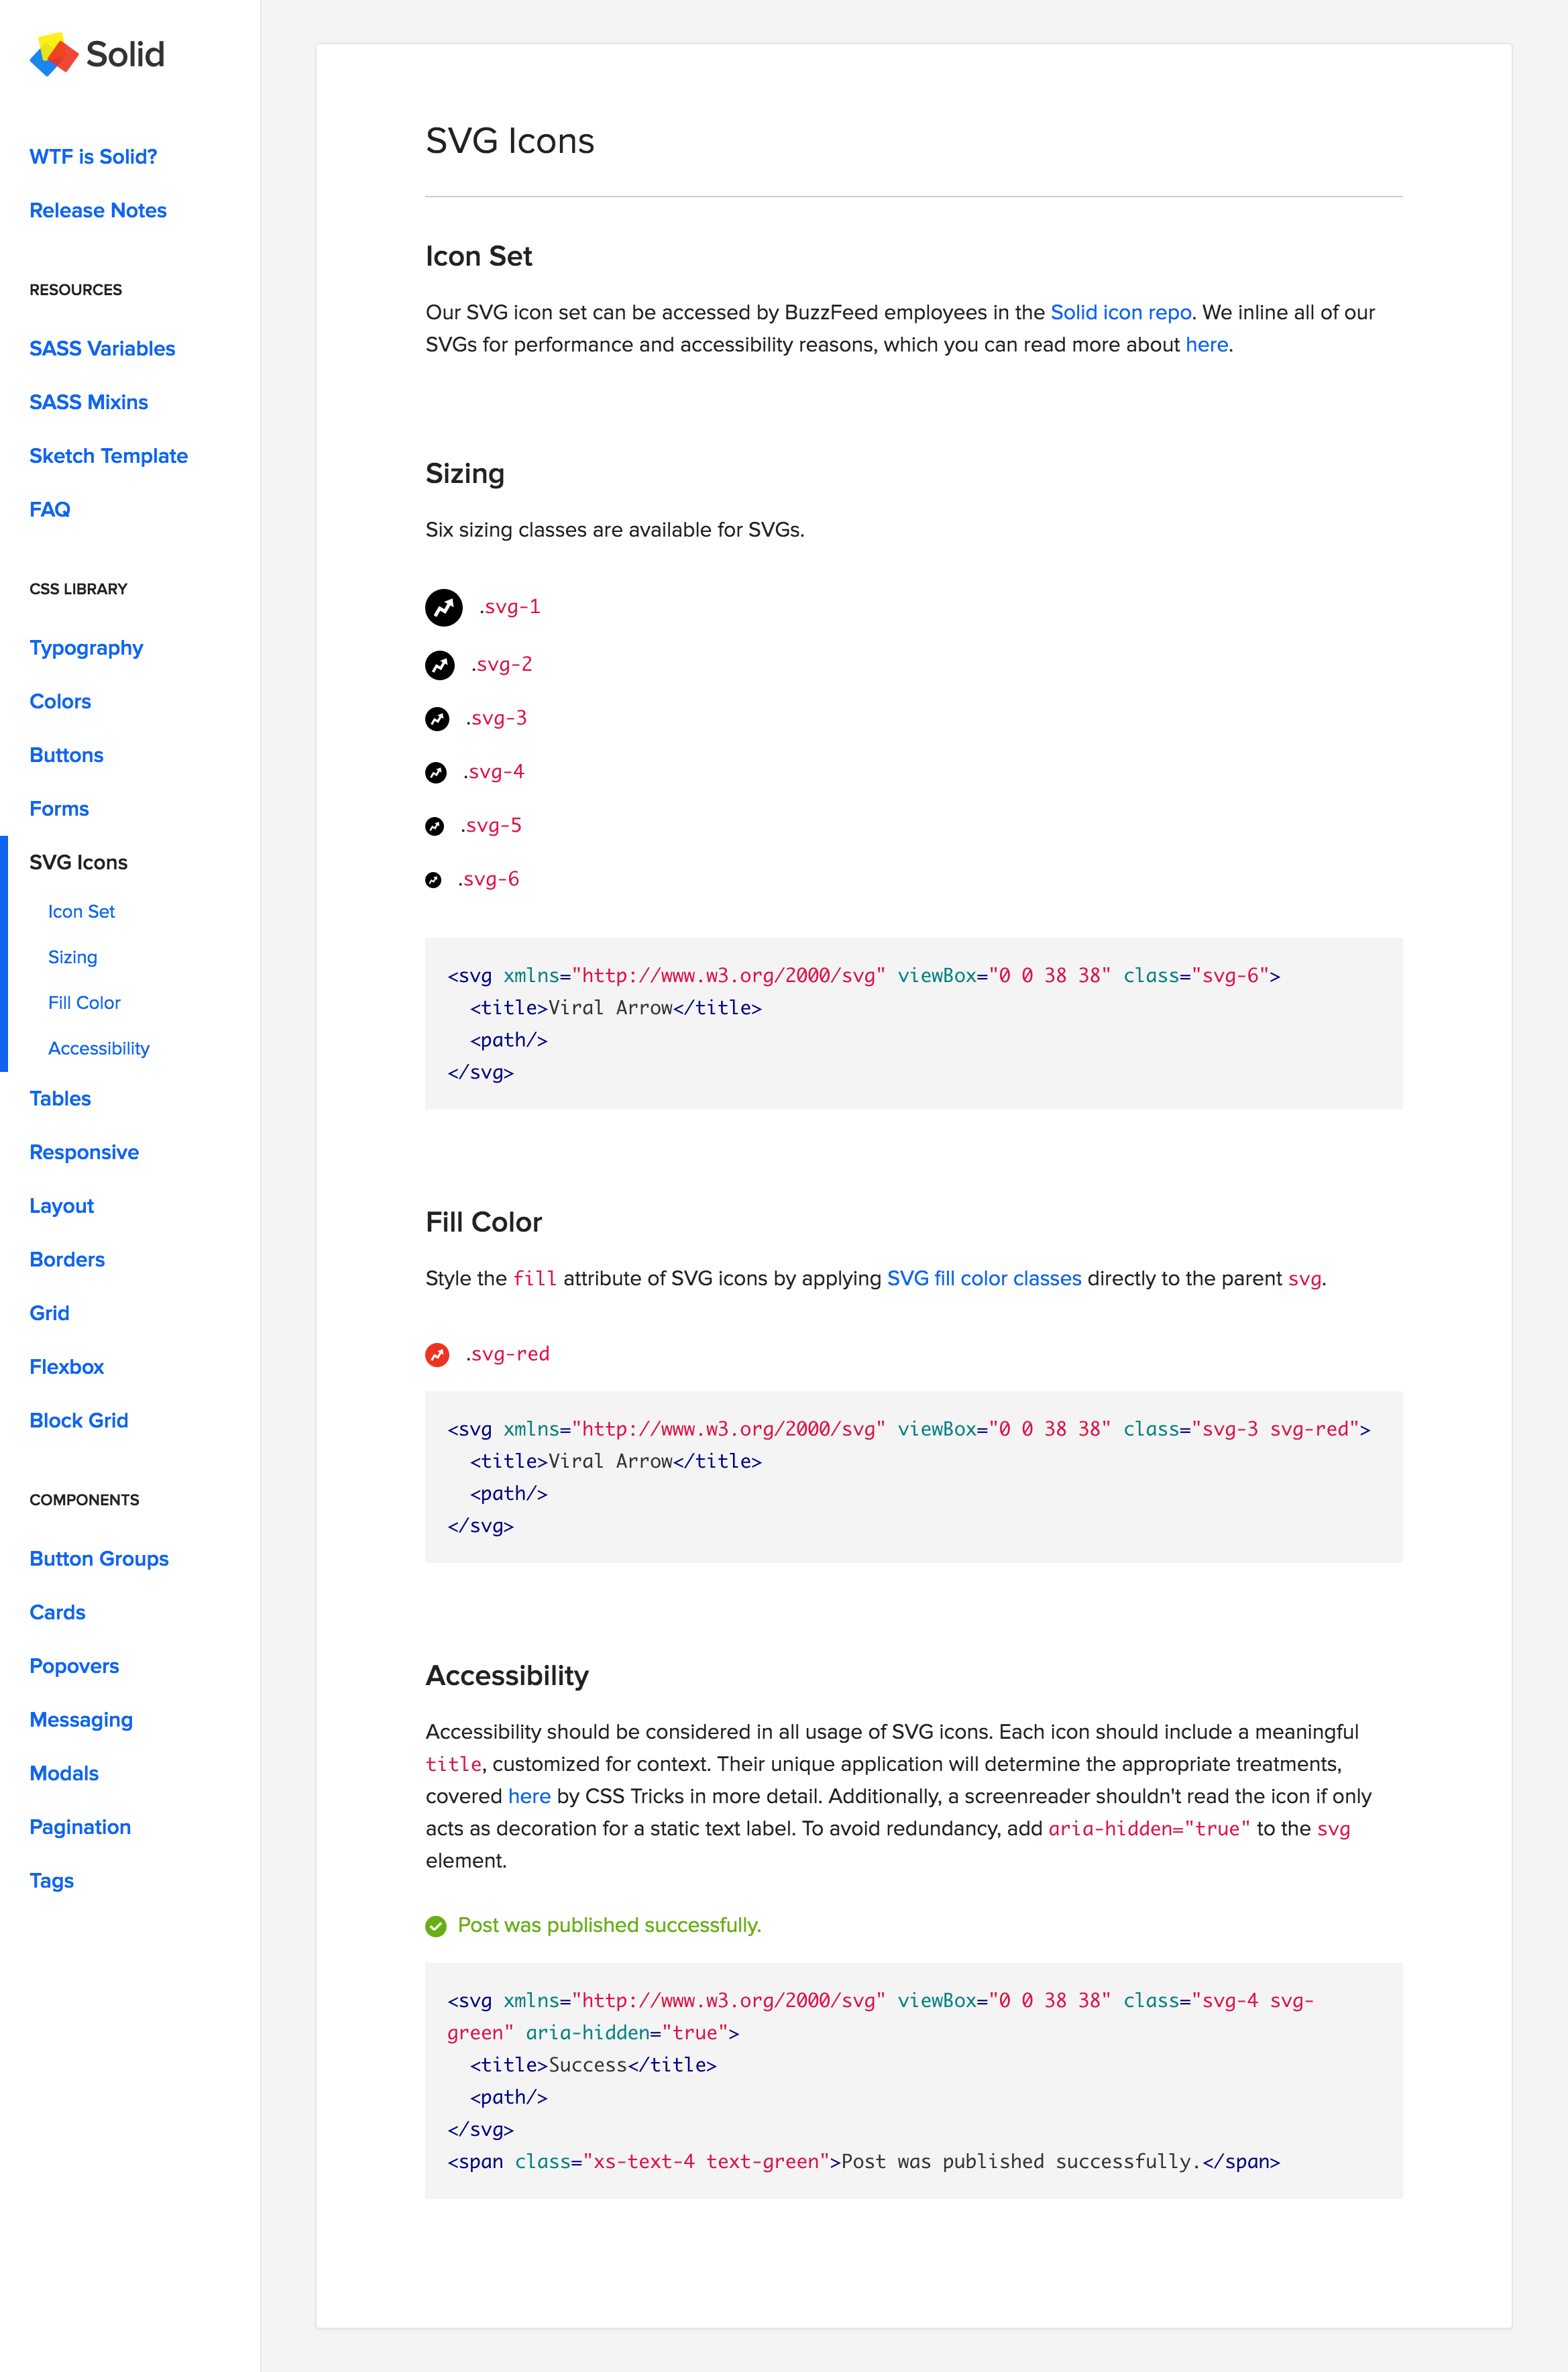 Solid
WTF is Solid?
Release Notes
RESOURCES
SASS Variables
SASS Mixins
Sketch Template
FAQ
CSS LIBRARY
Typography
Colors
Buttons
Forms
SVG Icons
Icon Set
Sizing
Fill Color
Accessibility
Tables
Responsive
Layout
Borders
Grid
Flexbox
Block Grid
COMPONENTS
Button Groups
Cards
Popovers
Messaging
Modals
Pagination
Tags
SVG Icons
Icon Set
Our SVG icon set can be accessed by BuzzFeed employees in the Solid icon repo. We inline all of our
SVGs for performance and accessibility reasons, which you can read more about here.
Sizing
Six sizing classes are available for SVGs.
.svg-1
.svg-2
.svg-3
.svg-4
.svg-5
.svg-6
<svg xmlns="http://www.w3.org/2000/svg" viewBox="0 0 38 38" class="svg-6">
  <title>Viral Arrow</title>
  <path/>
</svg>
Fill Color
Style the fill attribute of SVG icons by applying SVG fill color classes directly to the parent svg.
.svg-red
<svg xmlns="http://www.w3.org/2000/svg" viewBox="0 0 38 38" class="svg-3 svg-red">
  <title>Viral Arrow</title>
  <path/>
</svg>
Accessibility
Accessibility should be considered in all usage of SVG icons. Each icon should include a meaningful
title, customized for context. Their unique application will determine the appropriate treatments,
covered here by CSS Tricks in more detail. Additionally, a screenreader shouldn't read the icon if only
acts as decoration for a static text label. To avoid redundancy, add aria-hidden="true" to the svg
element.
Post was published successfully.
<svg xmlns="http://www.w3.org/2000/svg" viewBox="0 0 38 38" class="svg-4 svg-
green" aria-hidden="true">
  <title>Success</title>
  <path/>
</svg>
<span class="xs-text-4 text-green">Post was published successfully.</span>